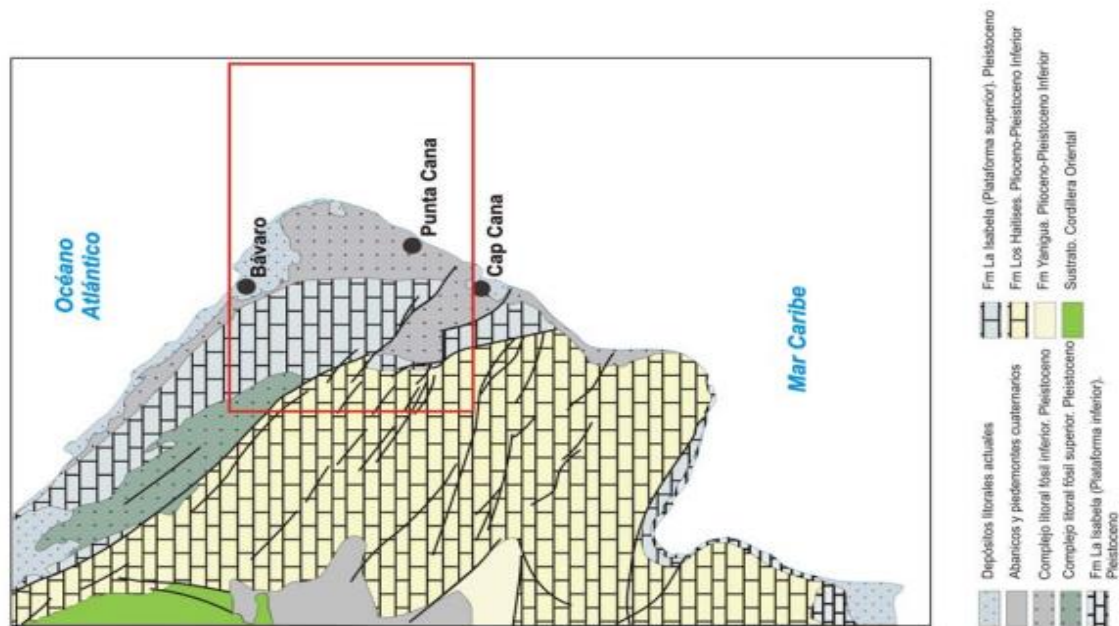 Océano
Atlántico
Bávaro
Punta Cana
Cap Cana
Mar Caribe
Depósitos litorales actuales
Abanicos y piedemontes cuaternarios
Complejo litoral fósil inferior. Pleistoceno
Complejo litoral fósil superior. Pleistoceno
Fm La Isabela (Plataforma inferior).
Pleistoceno
Fm La Isabela (Plataforma superior). Pleistoceno
Fm Los Haitises. Plioceno-Pleistoceno Inferior
Fm Yanigua. Plioceno-Pleistoceno Inferior
Sustrato. Cordillera Oriental